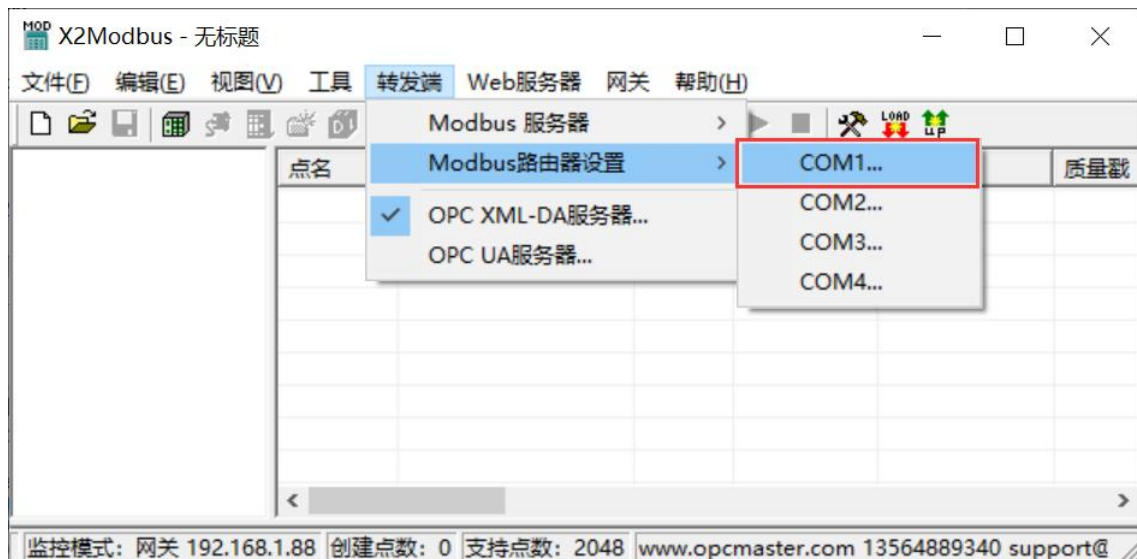 MOD X2Modbus - 无标题
文件(F) 编辑(E) 视图(V) 工具 转发端 Web服务器 网关 帮助(H)
LOAD UP
Modbus 服务器
Modbus路由器设置
COM1...
点名
质量戳
COM2...
OPC XML-DA服务器...
COM3...
OPC UA服务器...
COM4...
监控模式：网关 192.168.1.88 创建点数：0 支持点数：2048 www.opcmaster.com 13564889340 support@